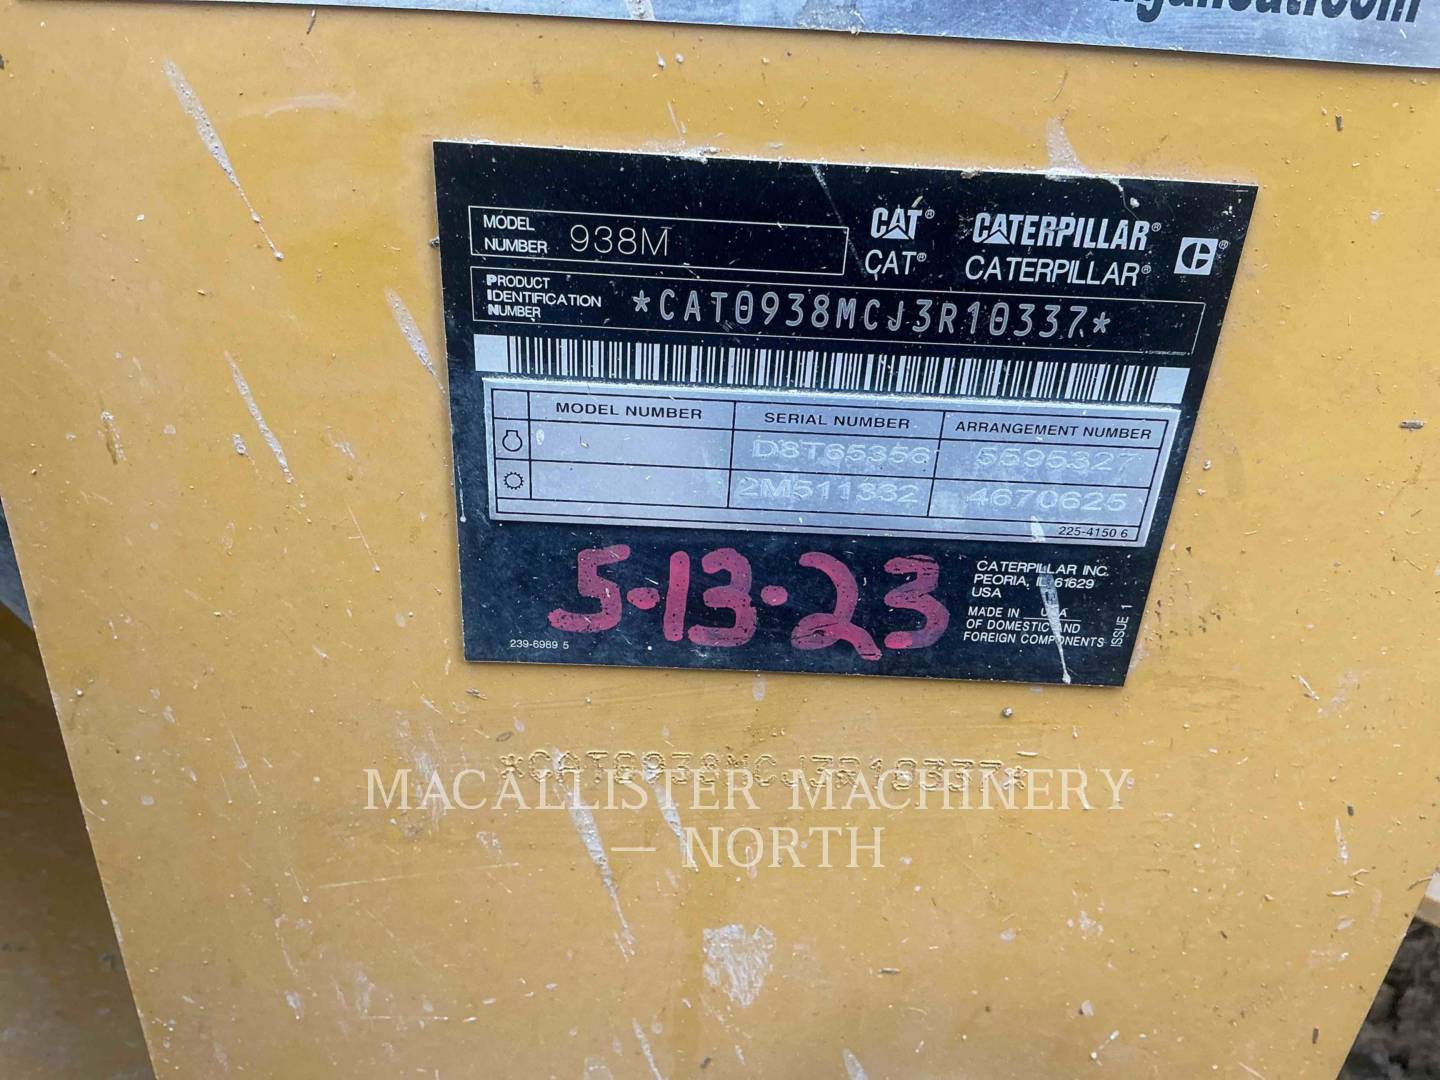 MODEL NUMBER 938M
CAT® CATERPILLAR®
CAT® CATERPILLAR®
PRODUCT IDENTIFICATION NUMBER *CAT0938MCJ3R10337*
MODEL NUMBER SERIAL NUMBER ARRANGEMENT NUMBER
D8T65356 5595327
2M511332 4670625
225-4150 6
5-13-23
CATERPILLAR INC.
PEORIA, IL 61629
USA
MADE IN USA
OF DOMESTIC AND
FOREIGN COMPONENTS
ISSUE 1
239-6989 5
*CAT0938MCJ3R10337*
MACALLISTER MACHINERY
— NORTH